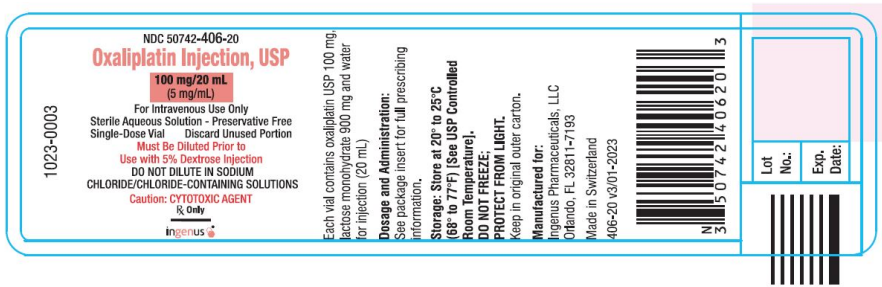 1023-0003
NDC 50742-406-20
Oxaliplatin Injection, USP
100 mg/20 mL
(5 mg/mL)
For Intravenous Use Only
Sterile Aqueous Solution - Preservative Free
Single-Dose Vial Discard Unused Portion
Must Be Diluted Prior to
Use with 5% Dextrose Injection
DO NOT DILUTE IN SODIUM
CHLORIDE/CHLORIDE-CONTAINING SOLUTIONS
Caution: CYTOTOXIC AGENT
℞ Only
ingenus
Each vial contains oxaliplatin USP 100 mg,
lactose monohydrate 900 mg and water
for injection (20 mL)
Dosage and Administration:
See package insert for full prescribing
information.
Storage: Store at 20° to 25°C
(68° to 77°F) [See USP Controlled
Room Temperature].
DO NOT FREEZE;
PROTECT FROM LIGHT.
Keep in original outer carton.
Manufactured for:
Ingenus Pharmaceuticals, LLC
Orlando, FL 32811-7193
Made in Switzerland
406-20 v3/01-2023
N
3 50742 40620 3
Lot
No.:
Exp.
Date: